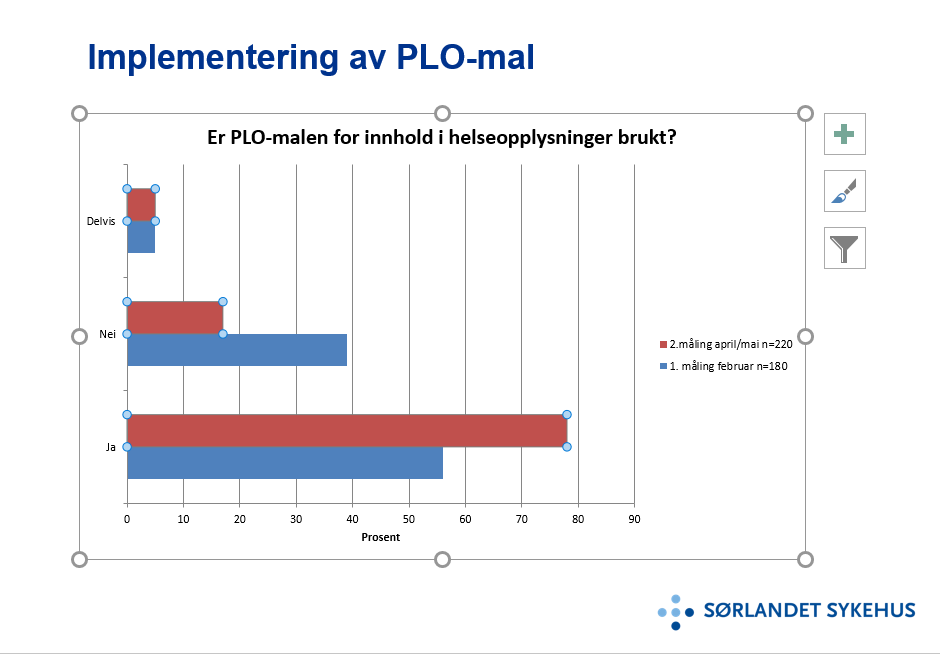 Implementering av PLO-mal
Er PLO-malen for innhold i helseopplysninger brukt?
Delvis
Nei
Ja
2.måling april/mai n=220
1. måling februar n=180
0 10 20 30 40 50 60 70 80 90
Prosent
SØRLANDET SYKEHUS